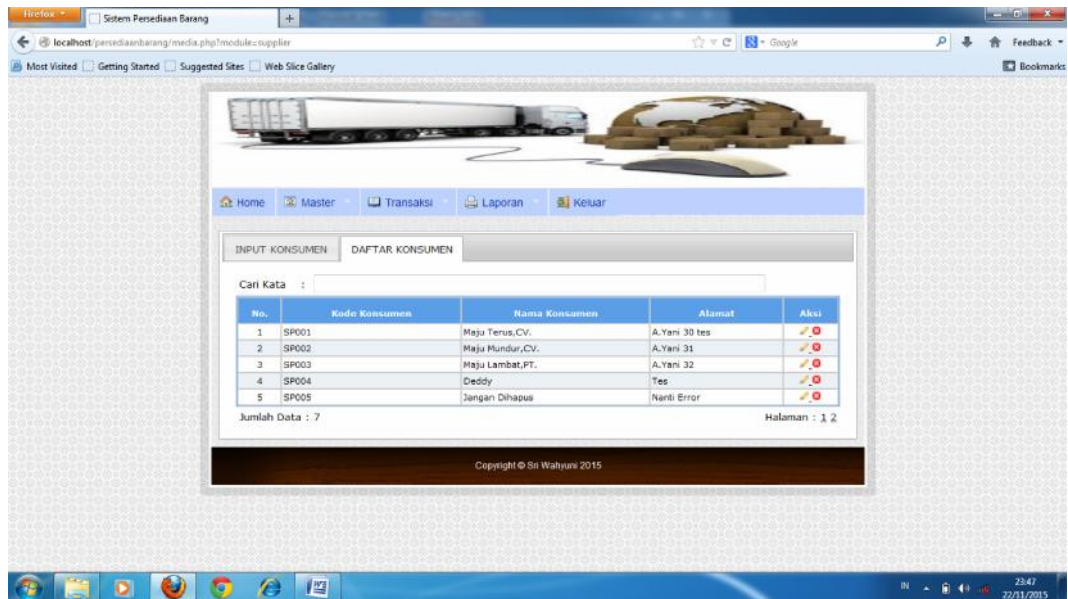 Firefox
Sistem Persediaan Barang
localhost/persediaanbarang/media.php?module=supplier
Google
Feedback
Most Visited Getting Started Suggested Sites Web Slice Gallery
Bookmarks
Home Master Transaksi Laporan Keluar
INPUT KONSUMEN DAFTAR KONSUMEN
Cari Kata :
No. Kode Konsumen Nama Konsumen Alamat Aksi
1 SP001 Maju Terus,CV. A.Yani 30 tes
2 SP002 Maju Mundur,CV. A.Yani 31
3 SP003 Maju Lambat,PT. A.Yani 32
4 SP004 Deddy Tes
5 SP005 Jangan Dihapus Nanti Error
Jumlah Data : 7 Halaman : 1 2
Copyright © Sri Wahyuni 2015
IN 23:47
22/11/2015